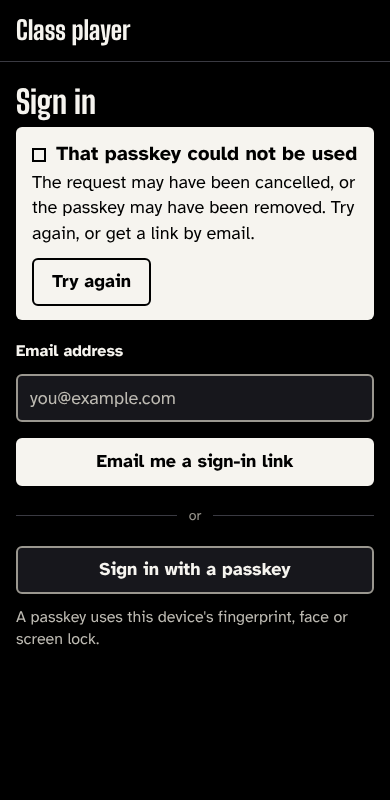 Class player
Sign in
That passkey could not be used
The request may have been cancelled, or
the passkey may have been removed. Try
again, or get a link by email.
Try again
Email address
you@example.com
Email me a sign-in link
or
Sign in with a passkey
A passkey uses this device's fingerprint, face or
screen lock.